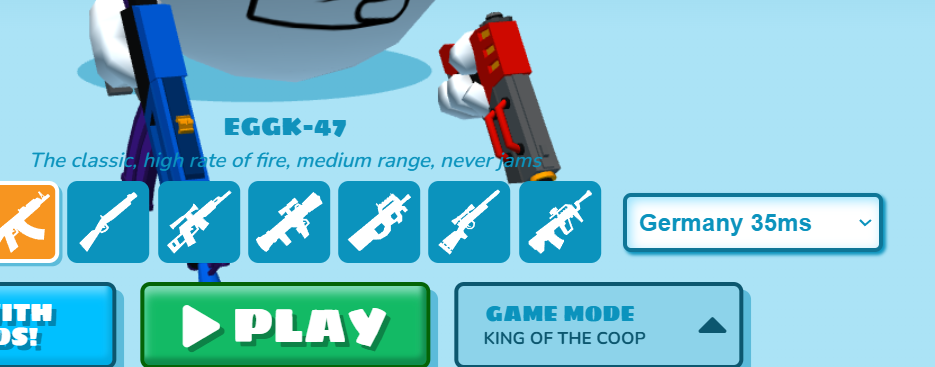 EGGK-47
The classic, high rate of fire, medium range, never jams
Germany 35ms
PLAY
GAME MODE
KING OF THE COOP